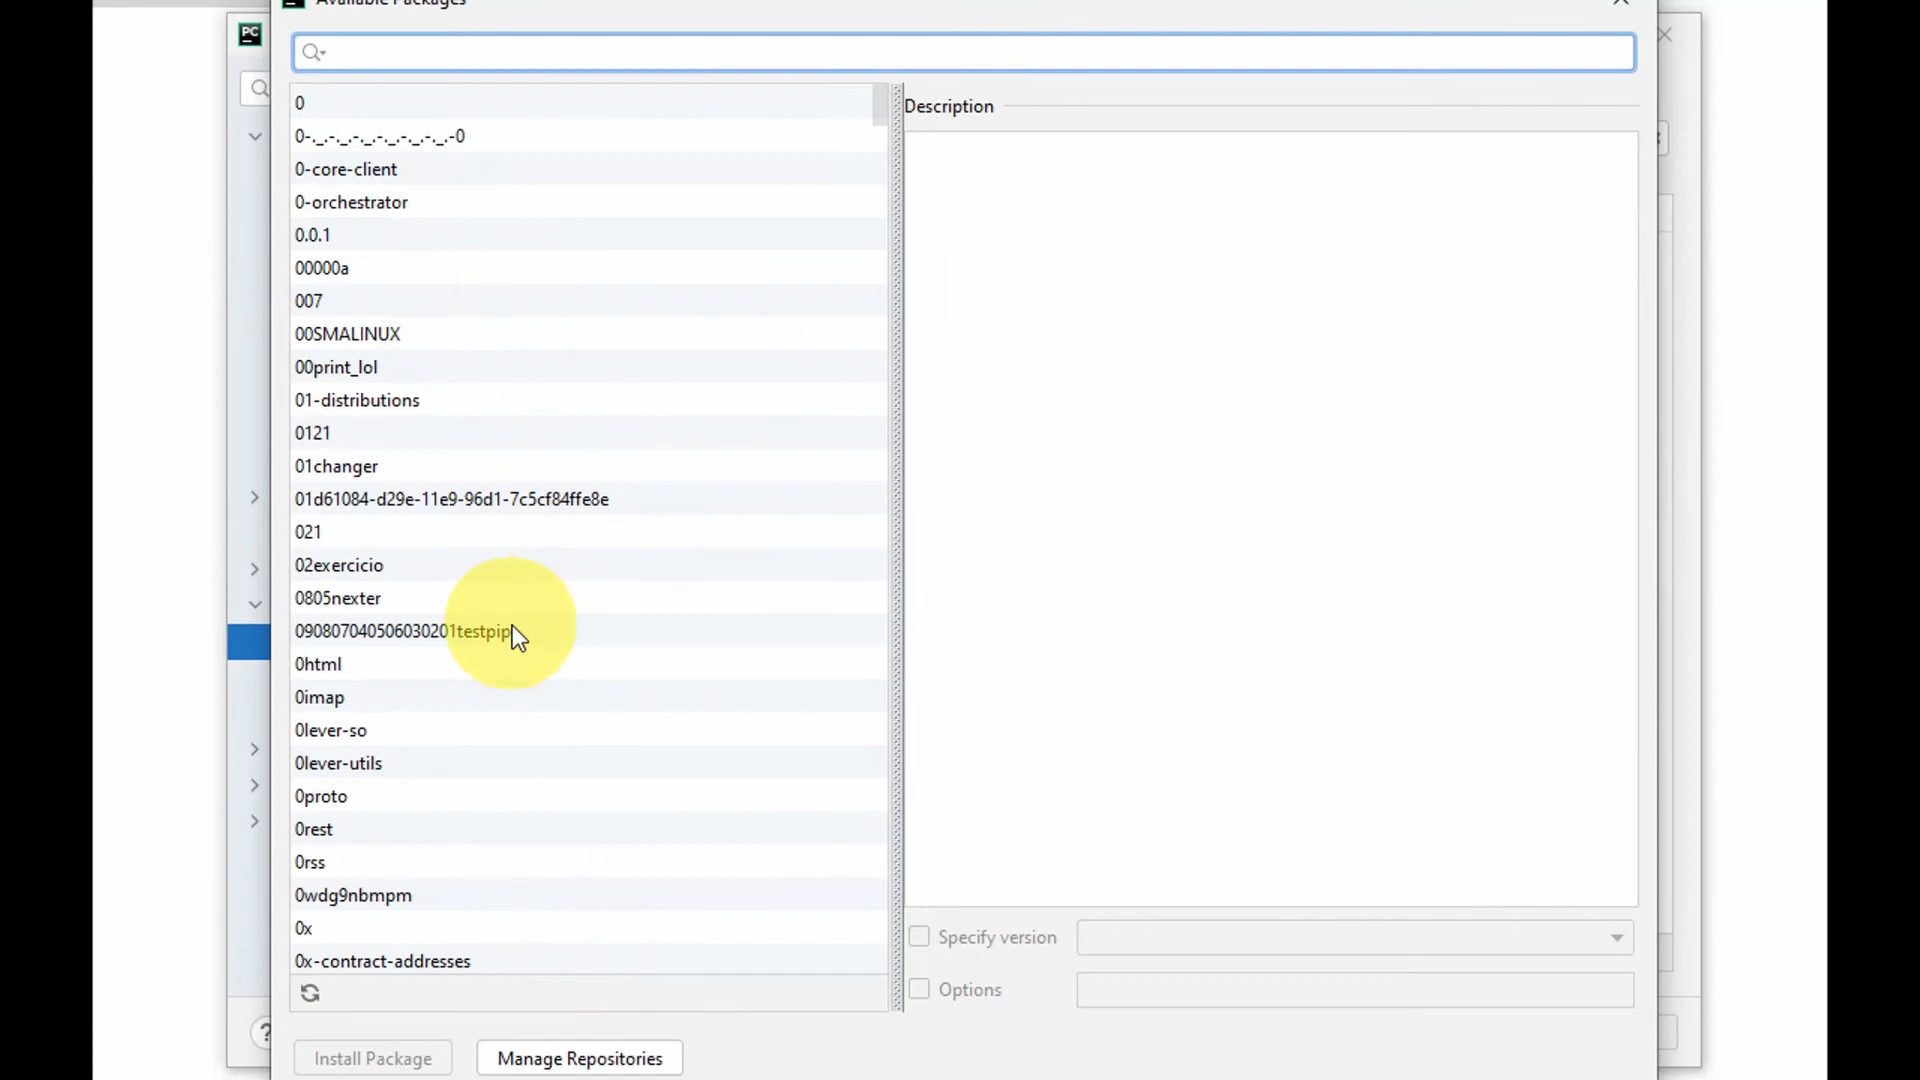 Available Packages
PC
0
0-._.-._.-._.-._.-._.-._.-0
0-core-client
0-orchestrator
0.0.1
00000a
007
00SMALINUX
00print_lol
01-distributions
0121
01changer
01d61084-d29e-11e9-96d1-7c5cf84ffe8e
021
02exercicio
0805nexter
090807040506030201testpip
0html
0imap
0lever-so
0lever-utils
0proto
0rest
0rss
0wdg9nbmpm
0x
0x-contract-addresses
Description
Specify version
Options
?
Install Package
Manage Repositories